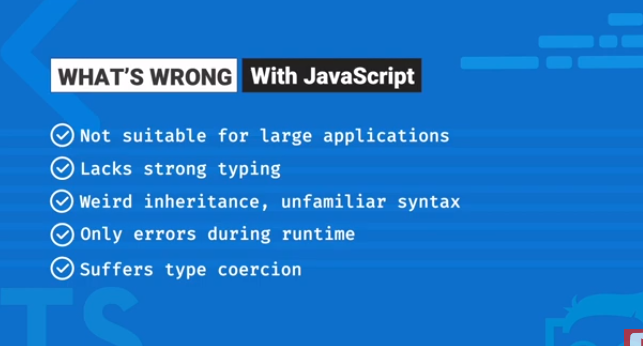 WHAT'S WRONG With JavaScript
Not suitable for large applications
Lacks strong typing
Weird inheritance, unfamiliar syntax
Only errors during runtime
Suffers type coercion
TS